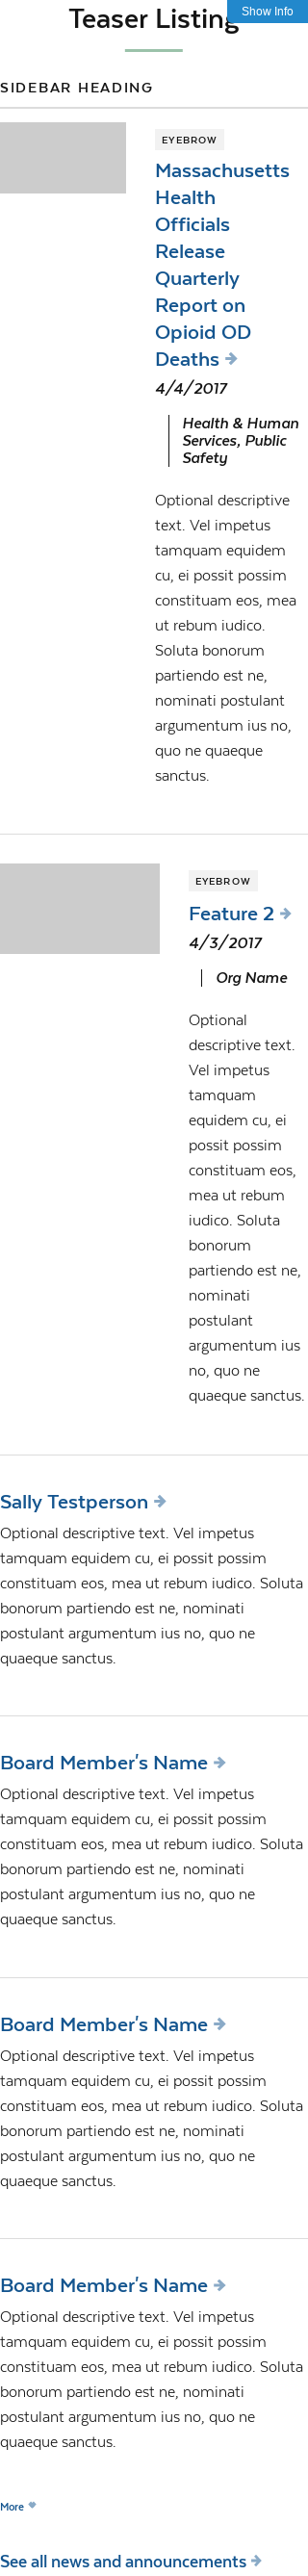 Teaser Listing
Show Info
SIDEBAR HEADING
EYEBROW
Massachusetts
Health
Officials
Release
Quarterly
Report on
Opioid OD
Deaths
4/4/2017
Health & Human
Services, Public
Safety
Optional descriptive
text. Vel impetus
tamquam equidem
cu, ei possit possim
constituam eos, mea
ut rebum iudico.
Soluta bonorum
partiendo est ne,
nominati postulant
argumentum ius no,
quo ne quaeque
sanctus.
EYEBROW
Feature 2
4/3/2017
Org Name
Optional
descriptive text.
Vel impetus
tamquam
equidem cu, ei
possit possim
constituam eos,
mea ut rebum
iudico. Soluta
bonorum
partiendo est ne,
nominati
postulant
argumentum ius
no, quo ne
quaeque sanctus.
Sally Testperson
Optional descriptive text. Vel impetus
tamquam equidem cu, ei possit possim
constituam eos, mea ut rebum iudico. Soluta
bonorum partiendo est ne, nominati
postulant argumentum ius no, quo ne
quaeque sanctus.
Board Member's Name
Optional descriptive text. Vel impetus
tamquam equidem cu, ei possit possim
constituam eos, mea ut rebum iudico. Soluta
bonorum partiendo est ne, nominati
postulant argumentum ius no, quo ne
quaeque sanctus.
Board Member's Name
Optional descriptive text. Vel impetus
tamquam equidem cu, ei possit possim
constituam eos, mea ut rebum iudico. Soluta
bonorum partiendo est ne, nominati
postulant argumentum ius no, quo ne
quaeque sanctus.
Board Member's Name
Optional descriptive text. Vel impetus
tamquam equidem cu, ei possit possim
constituam eos, mea ut rebum iudico. Soluta
bonorum partiendo est ne, nominati
postulant argumentum ius no, quo ne
quaeque sanctus.
More
See all news and announcements